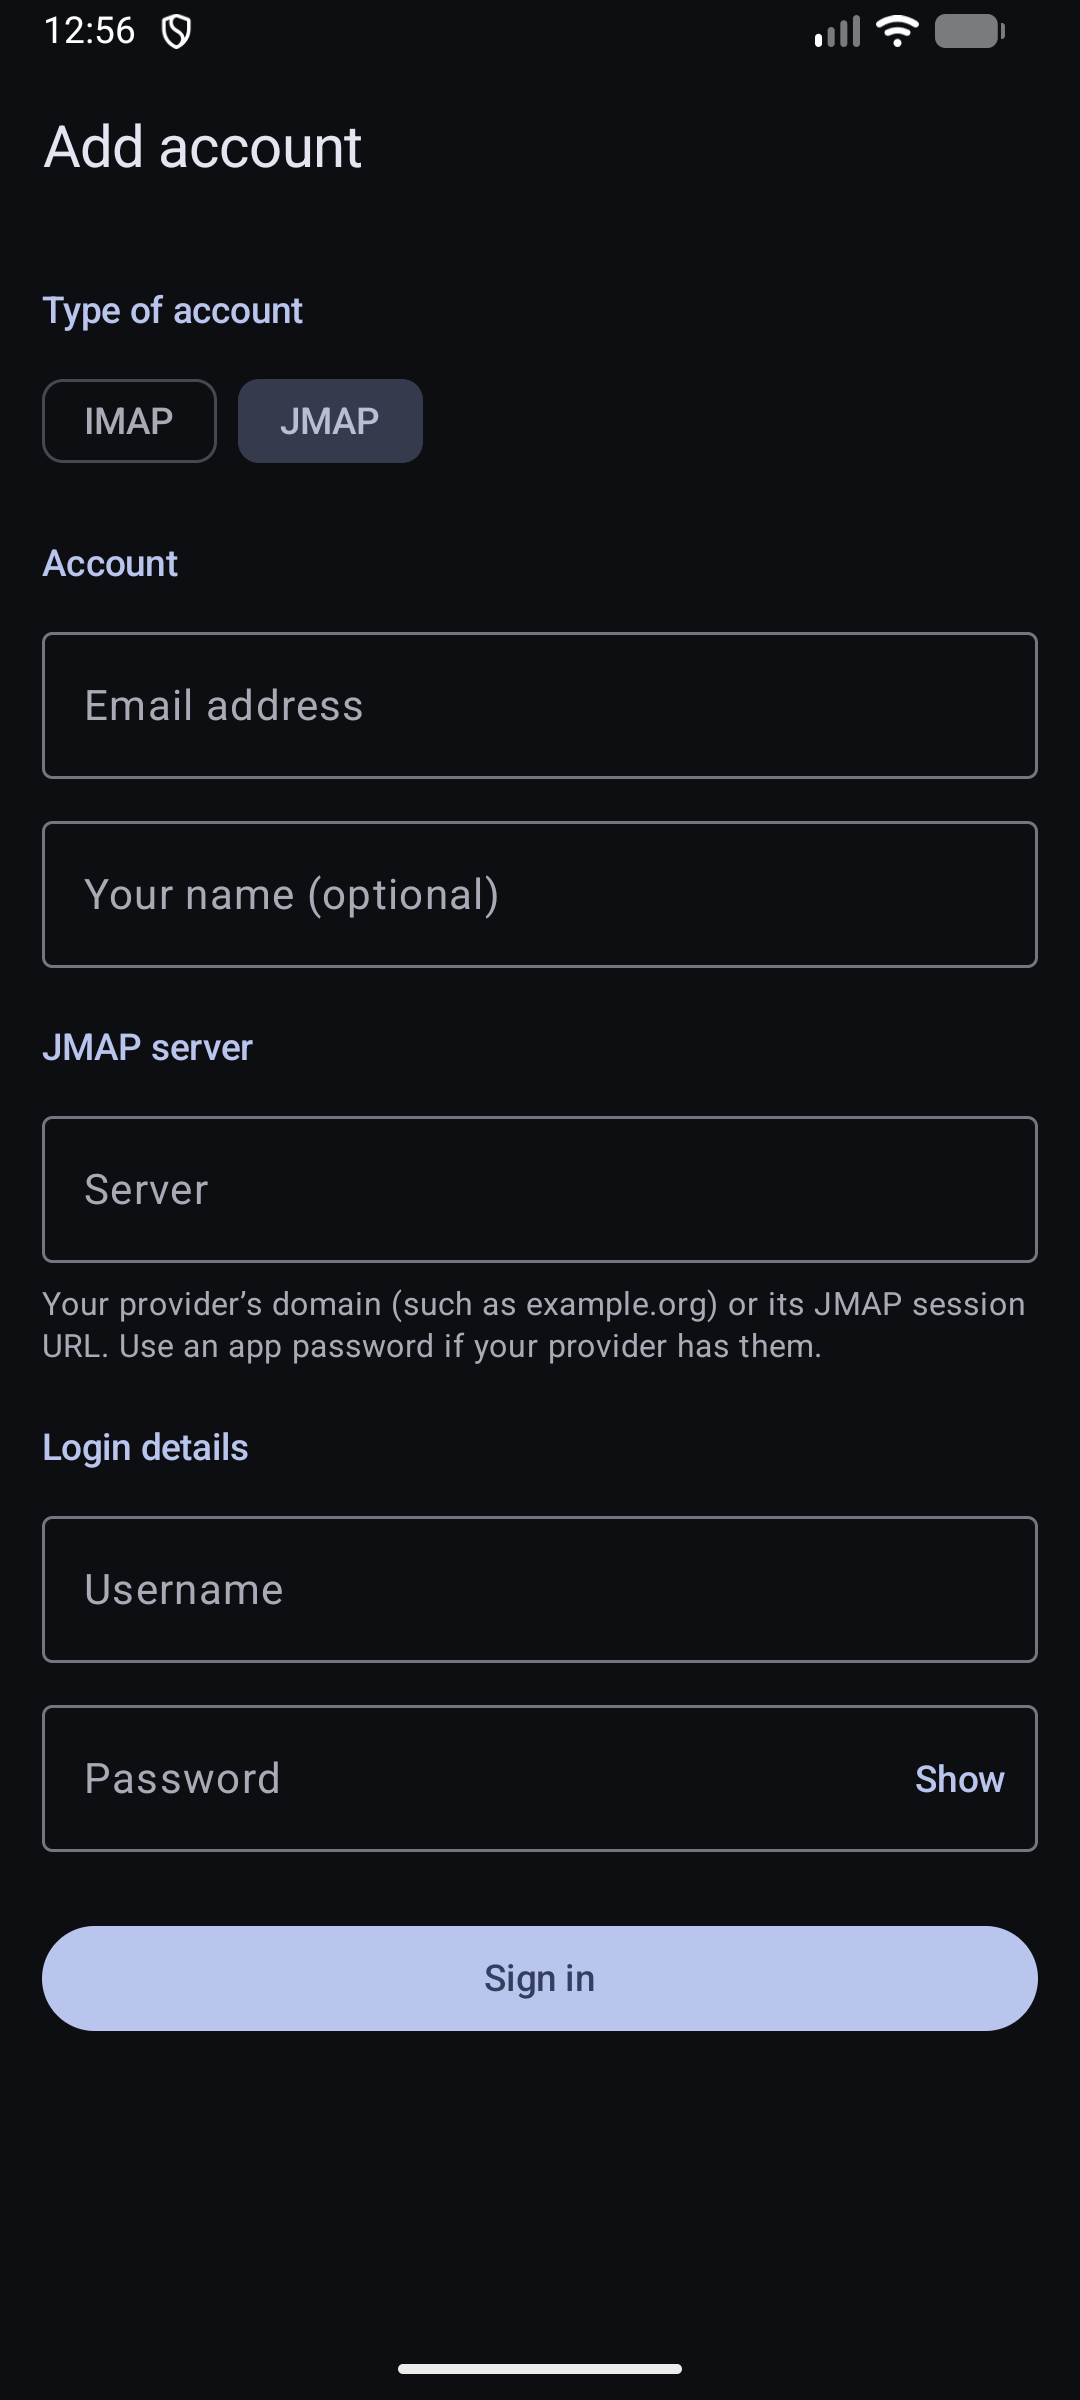 12:56
Add account
Type of account
IMAP JMAP
Account
Email address
Your name (optional)
JMAP server
Server
Your provider’s domain (such as example.org) or its JMAP session
URL. Use an app password if your provider has them.
Login details
Username
Password Show
Sign in